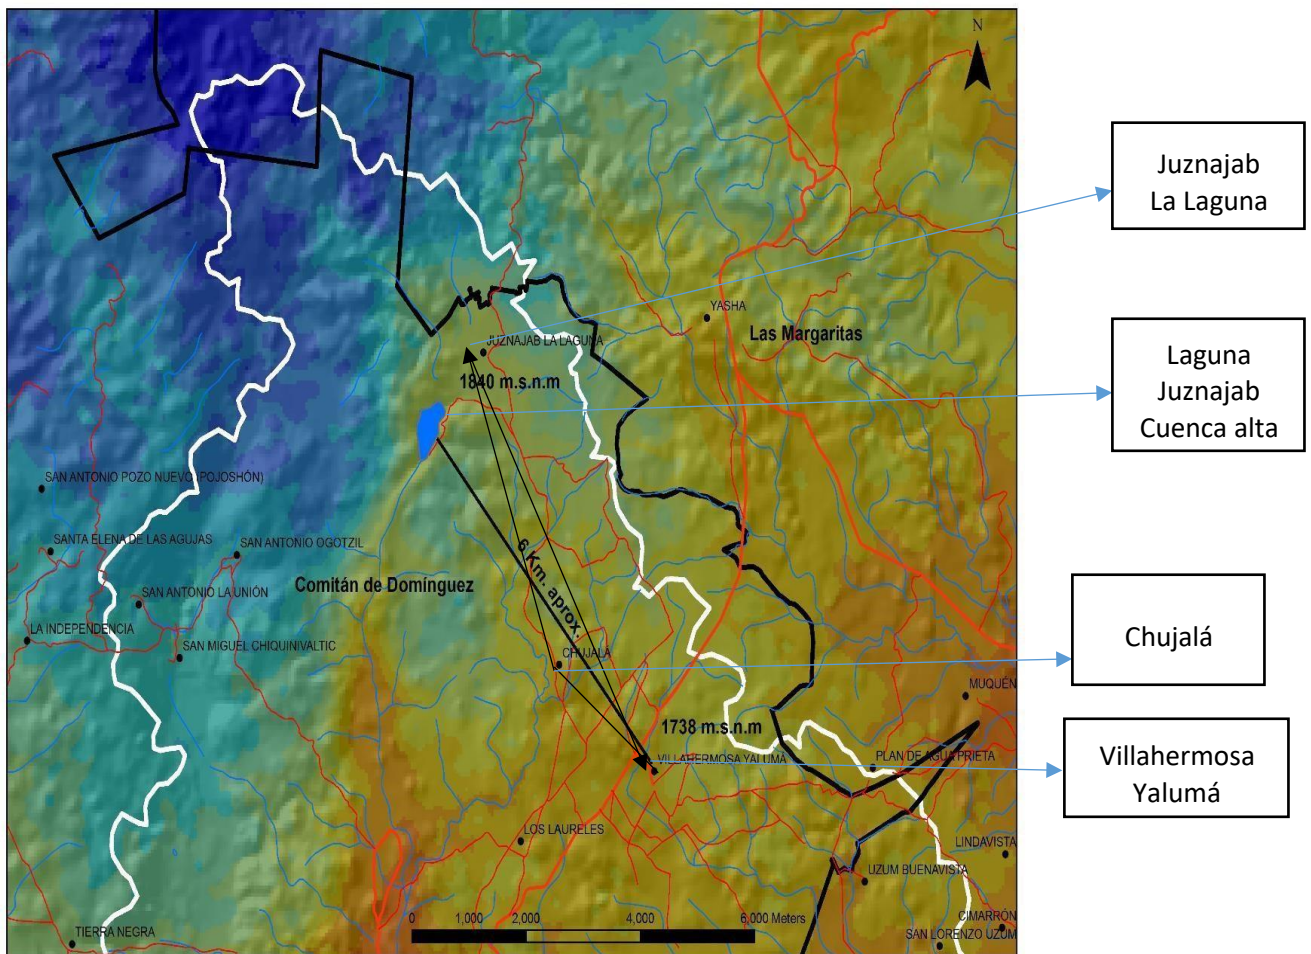 N
Juznajab
La Laguna
YASHA
Las Margaritas
JUZNAJAB LA LAGUNA
1840 m.s.n.m
Laguna
Juznajab
Cuenca alta
SAN ANTONIO POZO NUEVO (POJOSHÓN)
SANTA ELENA DE LAS AGUJAS
SAN ANTONIO OGOTZIL
6 Km. aprox.
Comitán de Domínguez
SAN ANTONIO LA UNIÓN
LA INDEPENDENCIA
SAN MIGUEL CHIQUINIVALTIC
CHUJALÁ
Chujalá
MUQUÉN
1738 m.s.n.m
VILLAHERMOSA YALUMÁ
PLAN DE AGUA PRIETA
Villahermosa
Yalumá
LOS LAURELES
LINDAVISTA
UZUM BUENAVISTA
0 1,000 2,000 4,000 6,000 Meters
CIMARRÓN
TIERRA NEGRA
SAN LORENZO UZUM